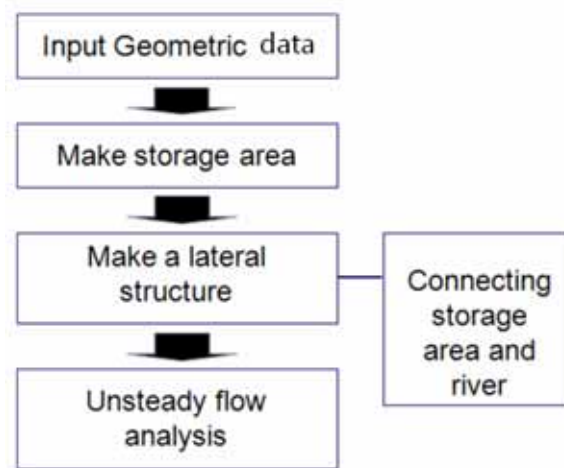 Input Geometric data
Make storage area
Make a lateral
structure
Connecting
storage
area and
river
Unsteady flow
analysis